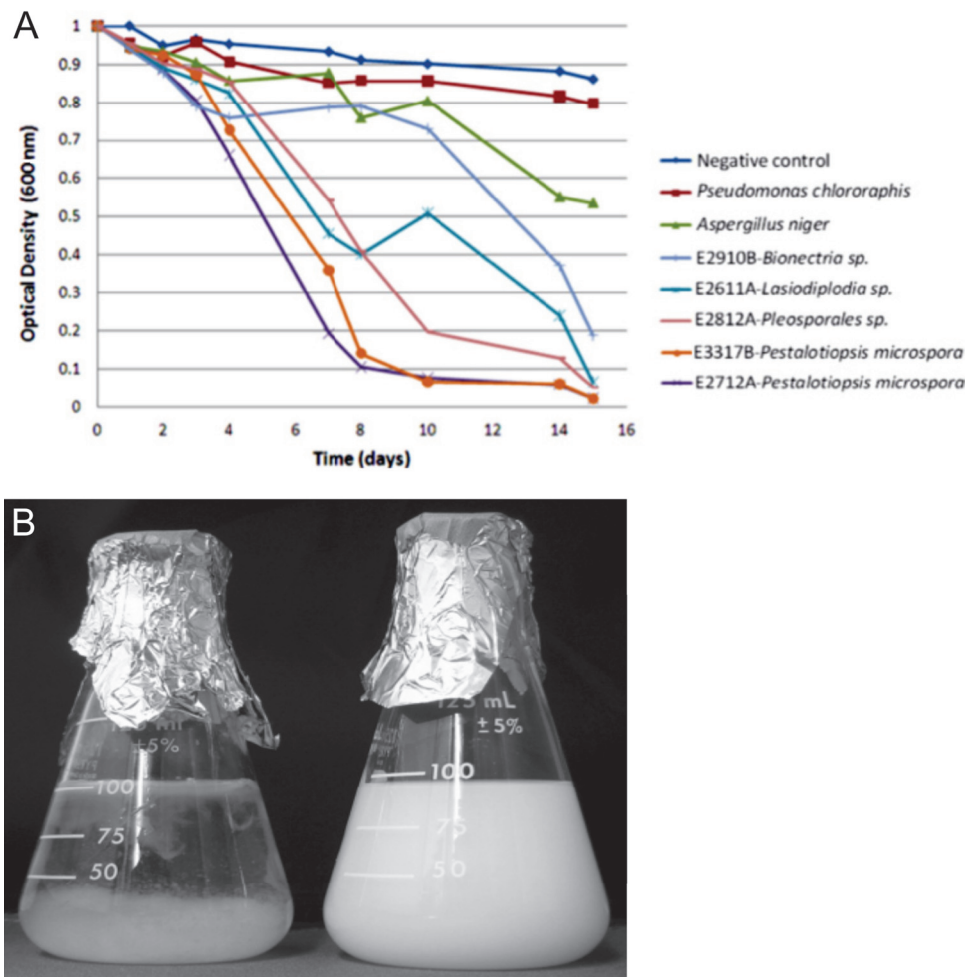 A
1
0.9
0.8
0.7
0.6
0.5
0.4
0.3
0.2
0.1
0
Optical Density (600nm)
0 2 4 6 8 10 12 14 16
Time (days)
Negative control
Pseudomonas chlororaphis
Aspergillus niger
E2910B-Bionectria sp.
E2611A-Lasiodiplodia sp.
E2812A-Pleosporales sp.
E3317B-Pestalotiopsis microspora
E2712A-Pestalotiopsis microspora
B
±5%
100
75
50
125 mL
±5%
100
75
50